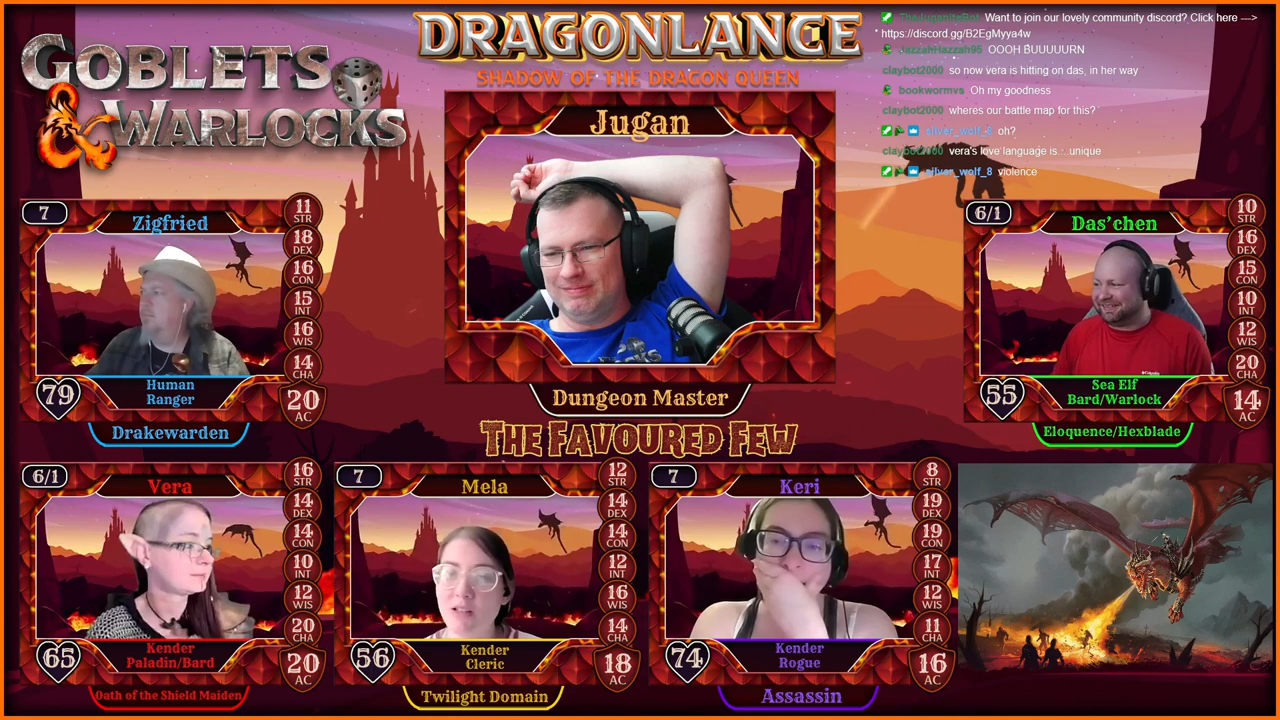 GOBLETS
& WARLOCKS
DRAGONLANCE
SHADOW OF THE DRAGON QUEEN
TheJuganiteBot Want to join our lovely community discord? Click here —>
https://discord.gg/B2EgMyya4w
JazzahHazzah95 OOOH BUUUUURN
claybot2000 so now vera is hitting on das, in her way
bookwormvs Oh my goodness
claybot2000 wheres our battle map for this?
silver_wolf_8 oh?
claybot2000 vera's love language is ...unique
silver_wolf_8 violence
Jugan
Dungeon Master
7
Zigfried
11 STR
18 DEX
16 CON
15 INT
16 WIS
14 CHA
79
Human
Ranger
20 AC
Drakewarden
6/1
Das'chen
10 STR
16 DEX
15 CON
10 INT
12 WIS
20 CHA
55
Sea Elf
Bard/Warlock
14 AC
Eloquence/Hexblade
THE FAVOURED FEW
6/1
Vera
16 STR
14 DEX
14 CON
10 INT
12 WIS
20 CHA
65
Kender
Paladin/Bard
20 AC
Oath of the Shield Maiden
7
Mela
12 STR
14 DEX
14 CON
12 INT
16 WIS
14 CHA
56
Kender
Cleric
18 AC
Twilight Domain
7
Keri
8 STR
19 DEX
19 CON
17 INT
12 WIS
11 CHA
74
Kender
Rogue
16 AC
Assassin